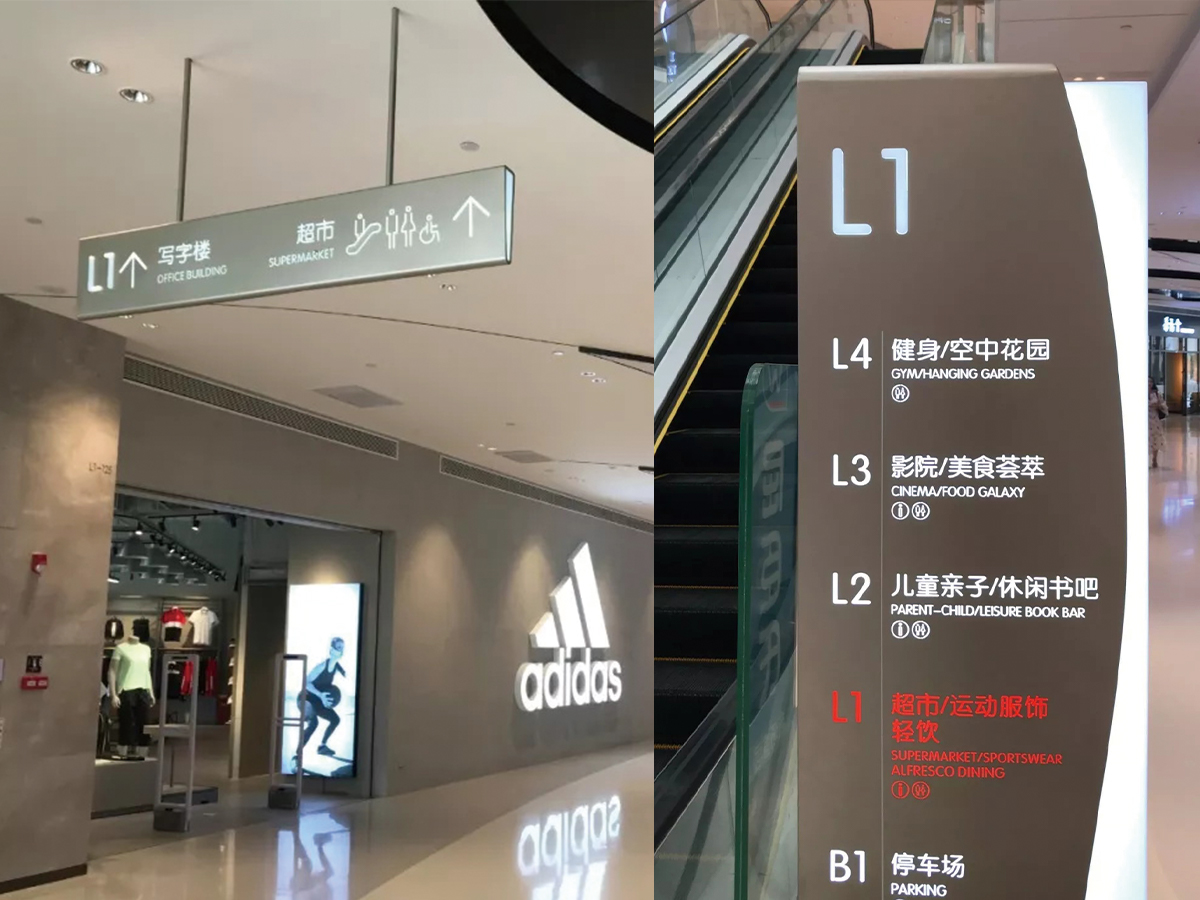 L1 写字楼 超市
OFFICE BUILDING SUPERMARKET
L1-125
adidas
L1
L4 健身/空中花园
GYM/HANGING GARDENS
L3 影院/美食荟萃
CINEMA/FOOD GALAXY
L2 儿童亲子/休闲书吧
PARENT-CHILD/LEISURE BOOK BAR
L1 超市/运动服饰
轻饮
SUPERMARKET/SPORTSWEAR
ALFRESCO DINING
B1 停车场
PARKING